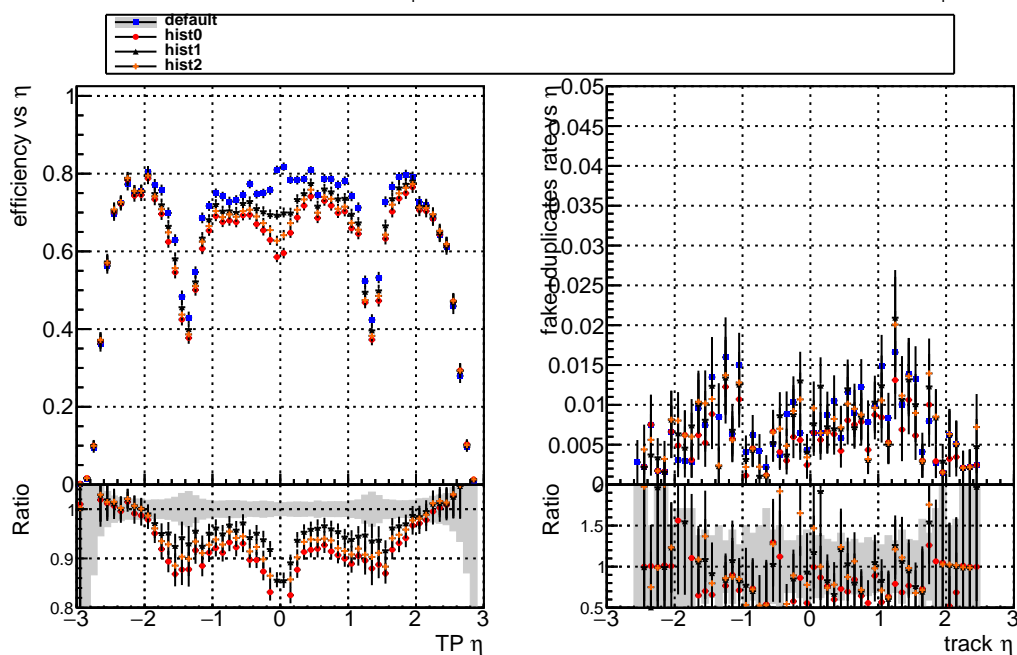 default
hist0
hist1
hist2
efficiency vs η
1
0.8
0.6
0.4
0.2
0
Ratio
1
0.9
0.8
−3 −2 −1 0 1 2 3
TP η
fake+duplicates rate vs η
0.05
0.045
0.04
0.035
0.03
0.025
0.02
0.015
0.01
0.005
0
Ratio
1.5
1
0.5
−3 −2 −1 0 1 2 3
track η